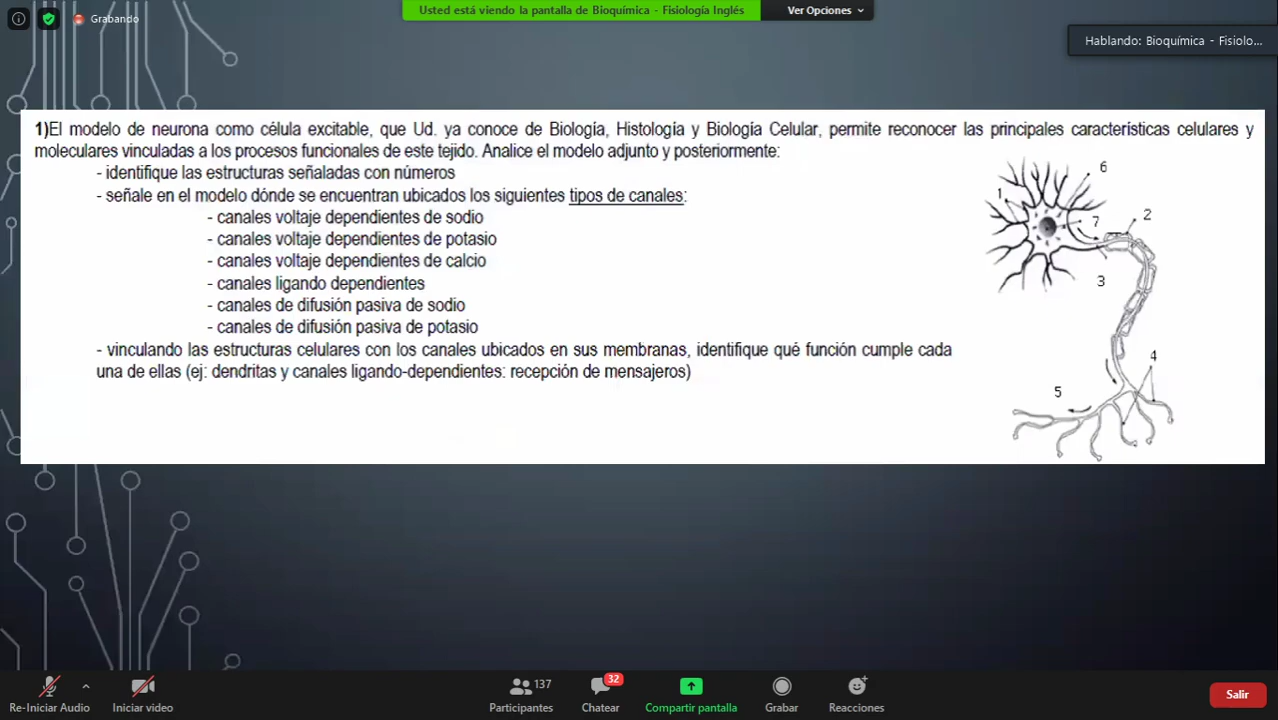 Grabando
Usted está viendo la pantalla de Bioquímica - Fisiología Inglés
Ver Opciones
Hablando: Bioquímica - Fisiolo...
1)El modelo de neurona como célula excitable, que Ud. ya conoce de Biología, Histología y Biología Celular, permite reconocer las principales características celulares y
moleculares vinculadas a los procesos funcionales de este tejido. Analice el modelo adjunto y posteriormente:
- identifique las estructuras señaladas con números
- señale en el modelo dónde se encuentran ubicados los siguientes tipos de canales:
- canales voltaje dependientes de sodio
- canales voltaje dependientes de potasio
- canales voltaje dependientes de calcio
- canales ligando dependientes
- canales de difusión pasiva de sodio
- canales de difusión pasiva de potasio
- vinculando las estructuras celulares con los canales ubicados en sus membranas, identifique qué función cumple cada
una de ellas (ej: dendritas y canales ligando-dependientes: recepción de mensajeros)
6
1
7
2
3
4
5
137
32
Re-Iniciar Audio
Iniciar video
Participantes
Chatear
Compartir pantalla
Grabar
Reacciones
Salir